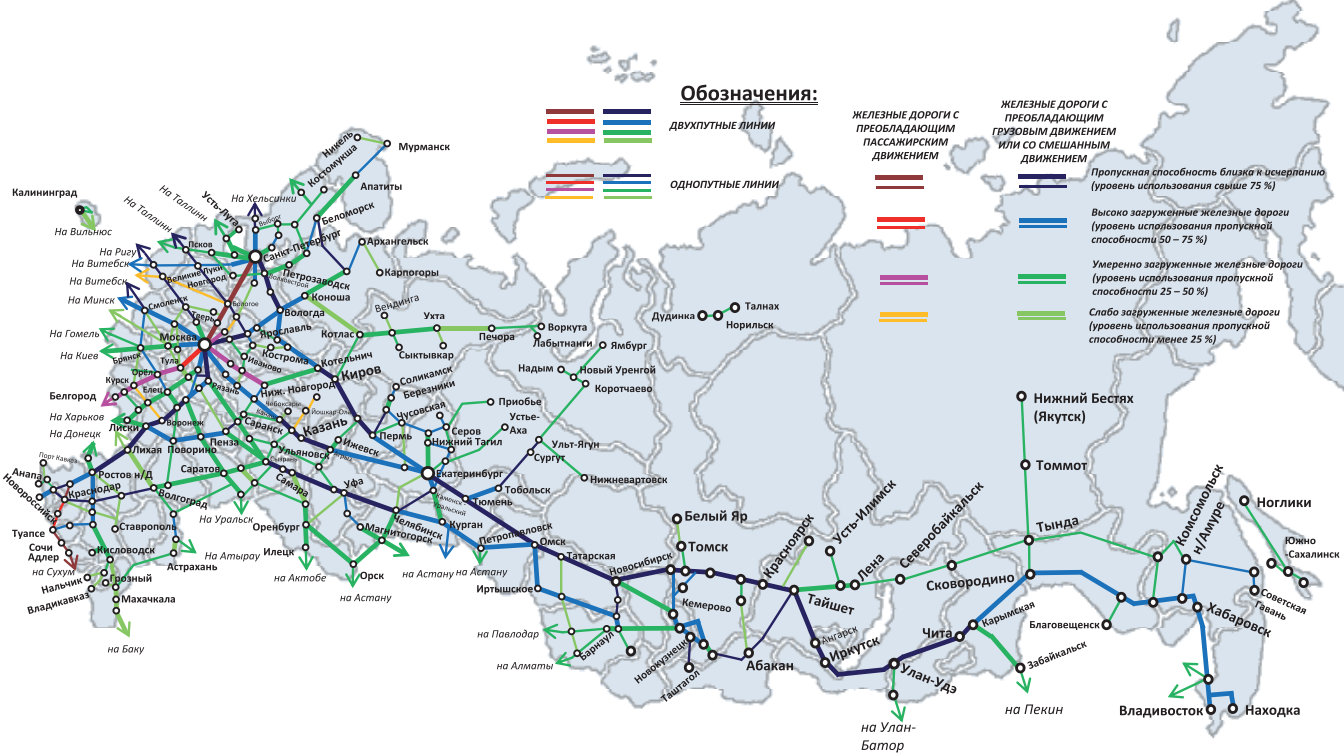 Обозначения:
ДВУХПУТНЫЕ ЛИНИИ
ОДНОПУТНЫЕ ЛИНИИ
ЖЕЛЕЗНЫЕ ДОРОГИ С
ПРЕОБЛАДАЮЩИМ
ПАССАЖИРСКИМ
ДВИЖЕНИЕМ
ЖЕЛЕЗНЫЕ ДОРОГИ С
ПРЕОБЛАДАЮЩИМ
ГРУЗОВЫМ ДВИЖЕНИЕМ
ИЛИ СО СМЕШАННЫМ
ДВИЖЕНИЕМ
Пропускная способность близка к исчерпанию
(уровень использования свыше 75 %)
Высоко загруженные железные дороги
(уровень использования пропускной
способности 50 – 75 %)
Умеренно загруженные железные дороги
(уровень использования пропускной
способности 25 – 50 %)
Слабо загруженные железные дороги
(уровень использования пропускной
способности менее 25 %)
Никель
Мурманск
Костомукша
Апатиты
Калининград
На Вильнюс
На Таллинн
На Таллинн
Усть-Луга
На Хельсинки
Выборг
Беломорск
Псков
Санкт-Петербург
Архангельск
На Ригу
На Витебск
На Витебск
Великие Луки
Новгород
Петрозаводск
Карпогоры
На Минск
Смоленск
Бологое
Коноша
Вологда
Вендинга
Тверь
Ухта
Талнах
Дудинка
Норильск
На Гомель
Москва
Ярославль
Котлас
Печора
Воркута
Лабытнанги
На Киев
Брянск
Тула
Иваново
Кострома
Котельнич
Сыктывкар
Ямбург
Надым
Новый Уренгой
Коротчаево
Орёл
Курск
Елец
Рязань
Ниж. Новгород
Киров
Соликамск
Березники
Белгород
Чебоксары
Йошкар-Ола
Приобье
На Харьков
Чусовская
Устье-
Аха
На Донецк
Лиски
Воронеж
Саранск
Казань
Серов
Пермь
Нижний Тагил
Ижевск
Ульт-Ягун
Лихая
Поворино
Пенза
Ульяновск
Сургут
Порт Кавказ
Сызрань
Екатеринбург
Анапа
Ростов н/Д
Саратов
Самара
Нижневартовск
Новороссийск
Краснодар
Волгоград
Уфа
Тобольск
Тюмень
Каменск
Уральский
На Уральск
Челябинск
Курган
Туапсе
Ставрополь
Оренбург
Магнитогорск
Петропавловск
Омск
Сочи
Адлер
Кисловодск
На Атырау
Илецк
Татарская
на Сухум
Астрахань
Орск
на Астану
на Астану
на Актобе
на Астану
Нальчик
Грозный
Владикавказ
Махачкала
на Баку
Иртышское
Новосибирск
Белый Яр
Томск
Красноярск
Усть-Илимск
Кемерово
Лена
Северобайкальск
Тайшет
на Павлодар
Барнаул
на Алматы
Новокузнецк
Таштагол
Абакан
Ангарск
Иркутск
Нижний Бестях
(Якутск)
Томмот
Тында
Сковородино
Чита
Карымская
Улан-Удэ
на Улан-
Батор
Забайкальск
на Пекин
Благовещенск
Комсомольск
н/Амуре
Ноглики
Южно
-Сахалинск
Советская
Гавань
Хабаровск
Владивосток
Находка